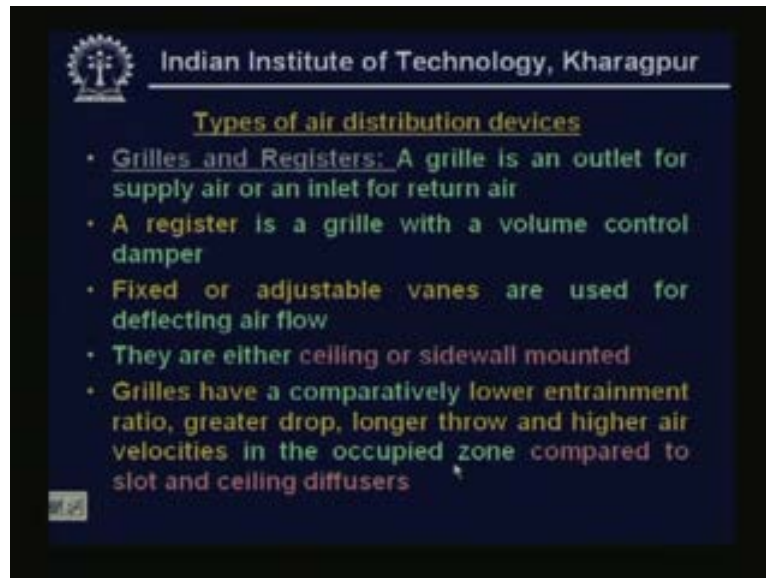 Indian Institute of Technology, Kharagpur
Types of air distribution devices
• Grilles and Registers: A grille is an outlet for
supply air or an inlet for return air
• A register is a grille with a volume control
damper
• Fixed or adjustable vanes are used for
deflecting air flow
• They are either ceiling or sidewall mounted
• Grilles have a comparatively lower entrainment
ratio, greater drop, longer throw and higher air
velocities in the occupied zone compared to
slot and ceiling diffusers